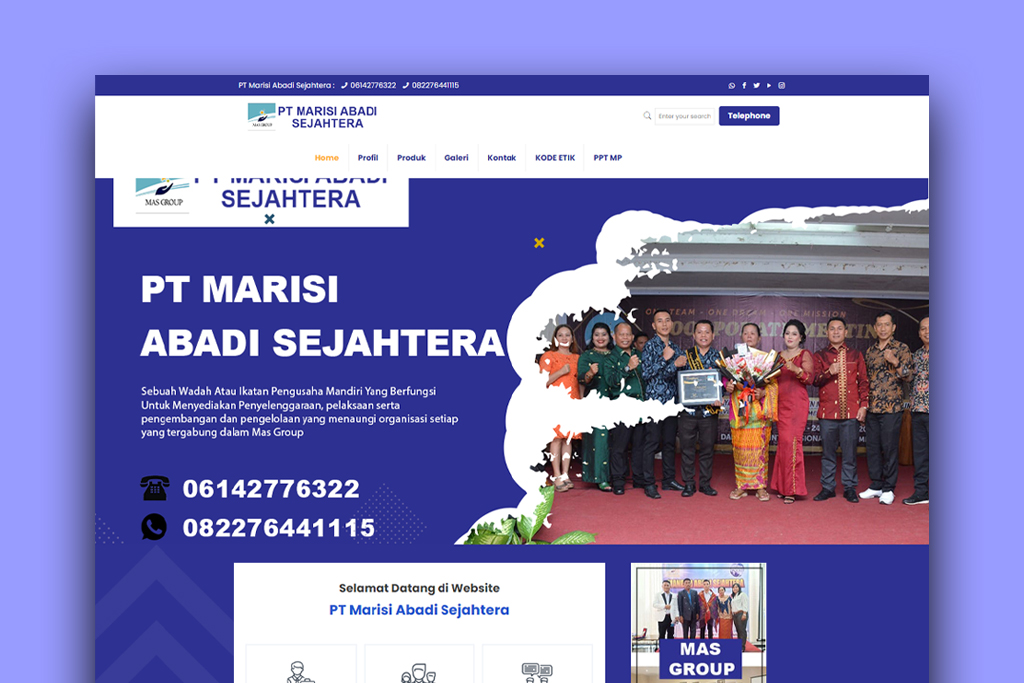 PT Marisi Abadi Sejahtera : 06142776322 082276441115
MAS GROUP
PT MARISI ABADI
SEJAHTERA
Enter your search
Telephone
Home Profil Produk Galeri Kontak KODE ETIK PPT MP
MAS GROUP
PT MARISI ABADI
SEJAHTERA
PT MARISI
ABADI SEJAHTERA
Sebuah Wadah Atau Ikatan Pengusaha Mandiri Yang Berfungsi
Untuk Menyediakan Penyelenggaraan, pelaksaan serta
pengembangan dan pengelolaan yang menaungi organisasi setiap
yang tergabung dalam Mas Group
06142776322
082276441115
Selamat Datang di Website
PT Marisi Abadi Sejahtera
MAS
GROUP